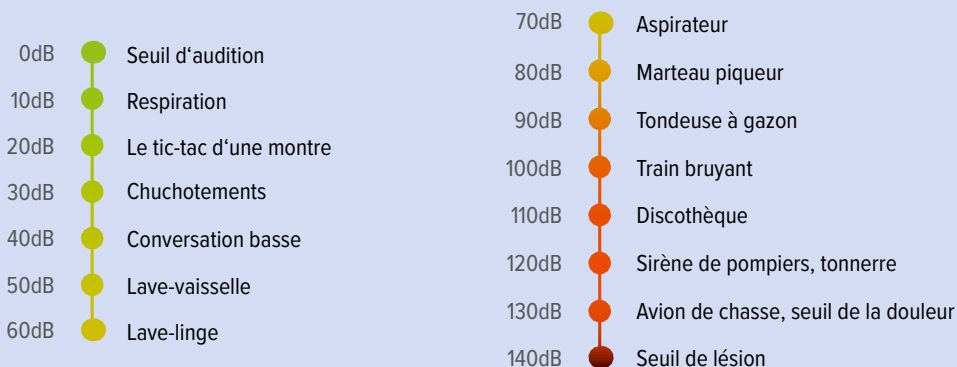 0dB Seuil d‘audition
10dB Respiration
20dB Le tic-tac d‘une montre
30dB Chuchotements
40dB Conversation basse
50dB Lave-vaisselle
60dB Lave-linge
70dB Aspirateur
80dB Marteau piqueur
90dB Tondeuse à gazon
100dB Train bruyant
110dB Discothèque
120dB Sirène de pompiers, tonnerre
130dB Avion de chasse, seuil de la douleur
140dB Seuil de lésion